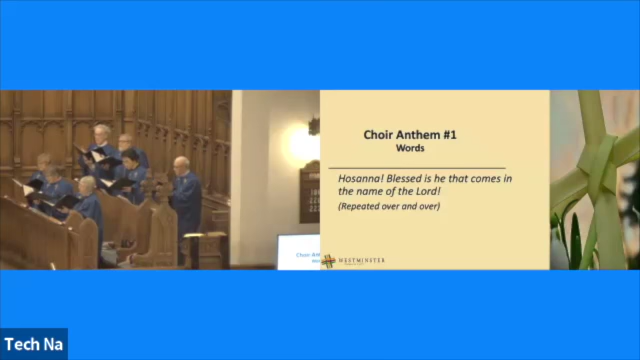 Choir Anthem #1
Words
Hosanna! Blessed is he that comes in
the name of the Lord!
(Repeated over and over)
WESTMINSTER
Tech Na